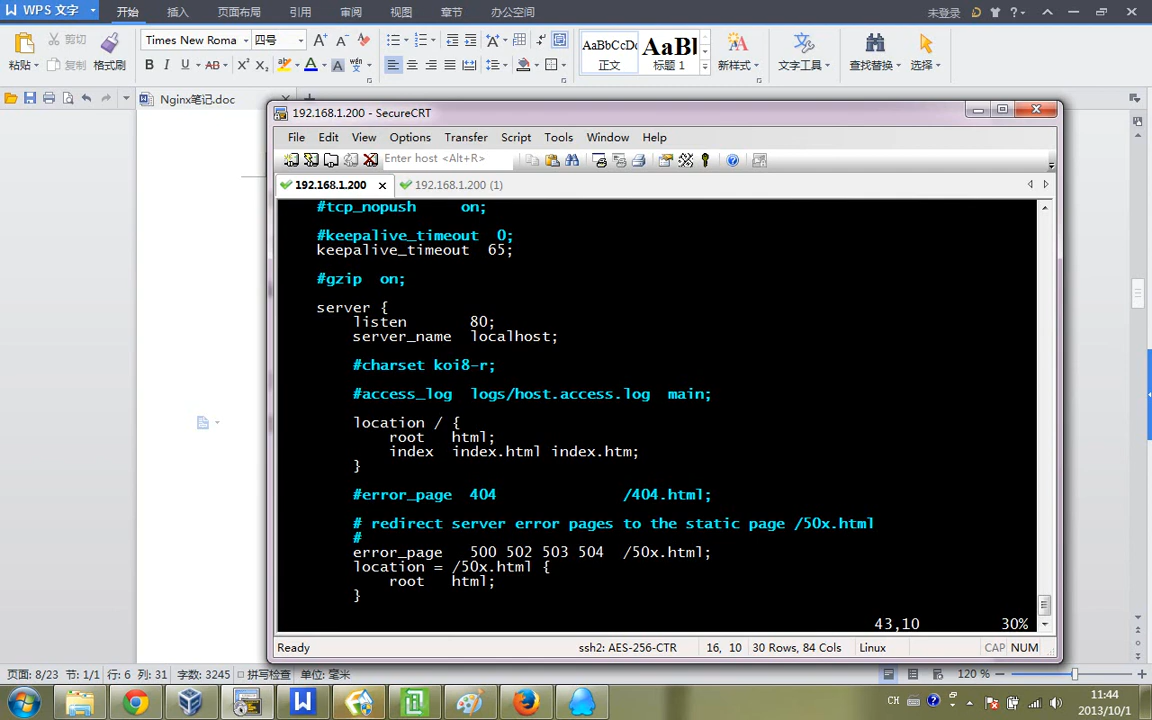 WPS 文字
开始
插入
页面布局
引用
审阅
视图
章节
办公空间
未登录
粘贴
剪切
复制
格式刷
Times New Roma
四号
B I U AB X² X₂ A A
AaBbCcDc
正文
AaBl
标题 1
新样式
文字工具
查找替换
选择
Nginx笔记.doc
192.168.1.200 - SecureCRT
File Edit View Options Transfer Script Tools Window Help
Enter host <Alt+R>
192.168.1.200
192.168.1.200 (1)
#tcp_nopush     on;
#keepalive_timeout  0;
keepalive_timeout  65;
#gzip  on;
server {
listen       80;
server_name  localhost;
#charset koi8-r;
#access_log  logs/host.access.log  main;
location / {
root   html;
index  index.html index.htm;
}
#error_page  404              /404.html;
# redirect server error pages to the static page /50x.html
#
error_page   500 502 503 504  /50x.html;
location = /50x.html {
root   html;
}
43,10         30%
Ready
ssh2: AES-256-CTR
16, 10
30 Rows, 84 Cols
Linux
CAP NUM
页面: 8/23 节: 1/1 行: 6 列: 31 字数: 3245 拼写检查 单位: 毫米
120 %
CH
11:44
2013/10/1